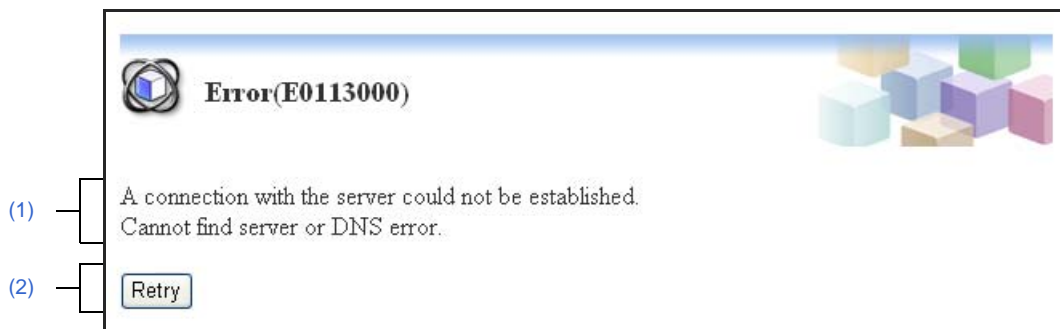 Error(E0113000)
(1)
A connection with the server could not be established.
Cannot find server or DNS error.
(2)
Retry